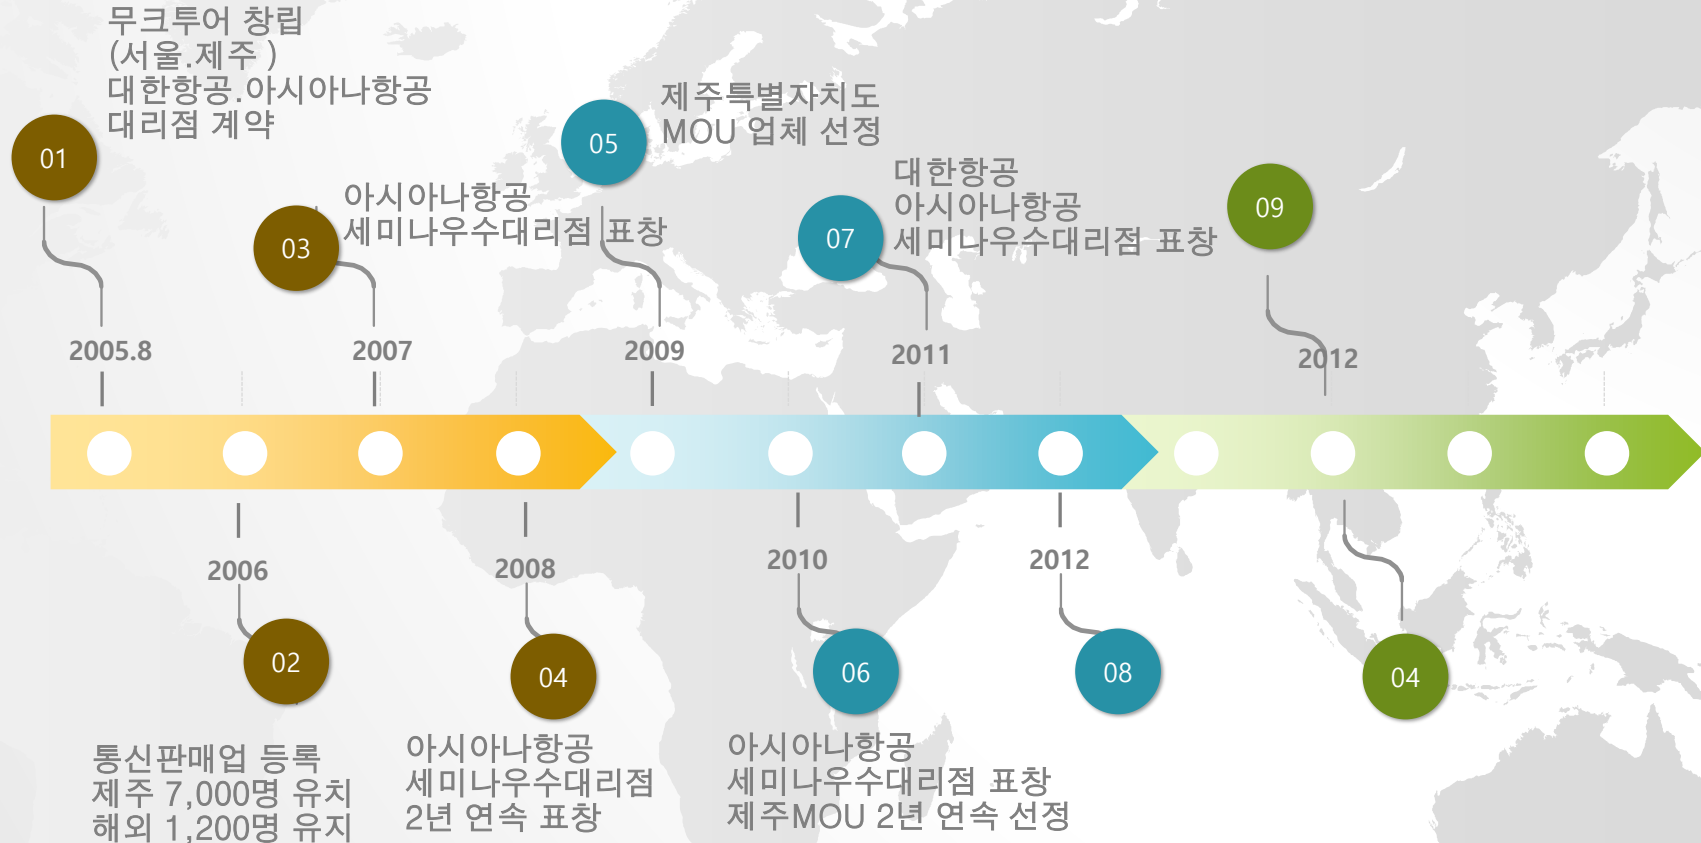 무크투어 창립
(서울.제주 )
대한항공.아시아나항공
대리점 계약
01
2005.8
아시아나항공
세미나우수대리점 표창
03
2007
제주특별자치도
MOU 업체 선정
05
2009
대한항공
아시아나항공
세미나우수대리점 표창
07
2011
09
2012
2006
02
통신판매업 등록
제주 7,000명 유치
해외 1,200명 유지
2008
04
아시아나항공
세미나우수대리점
2년 연속 표창
2010
06
아시아나항공
세미나우수대리점 표창
제주MOU 2년 연속 선정
2012
08
04